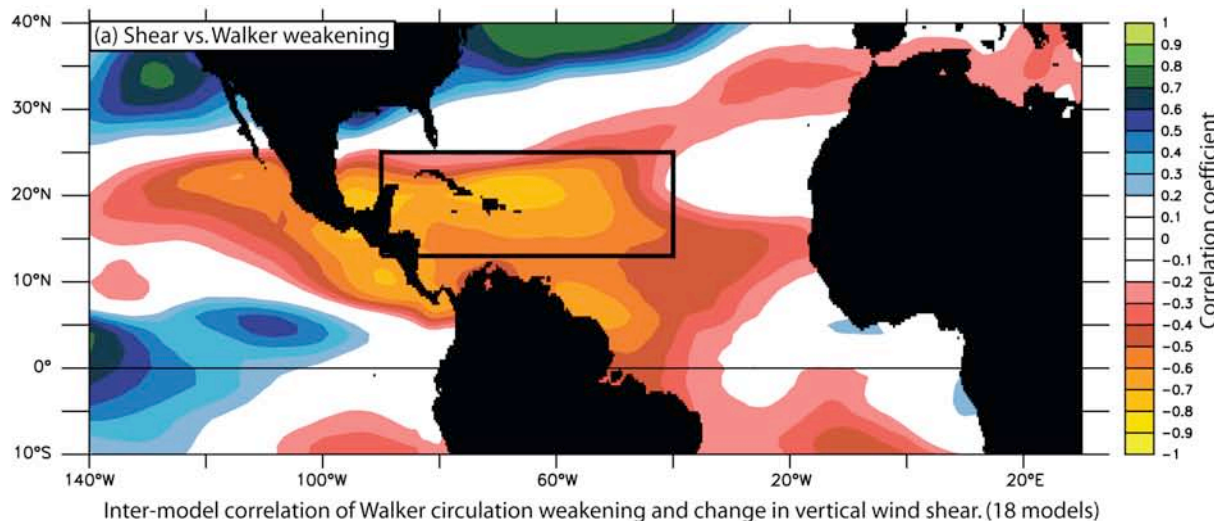 (a) Shear vs. Walker weakening
40°N
30°N
20°N
10°N
0°
10°S
140°W
100°W
60°W
20°W
20°E
1
0.9
0.8
0.7
0.6
0.5
0.4
0.3
0.2
0.1
0
-0.1
-0.2
-0.3
-0.4
-0.5
-0.6
-0.7
-0.8
-0.9
-1
Correlation coefficient
Inter-model correlation of Walker circulation weakening and change in vertical wind shear. (18 models)